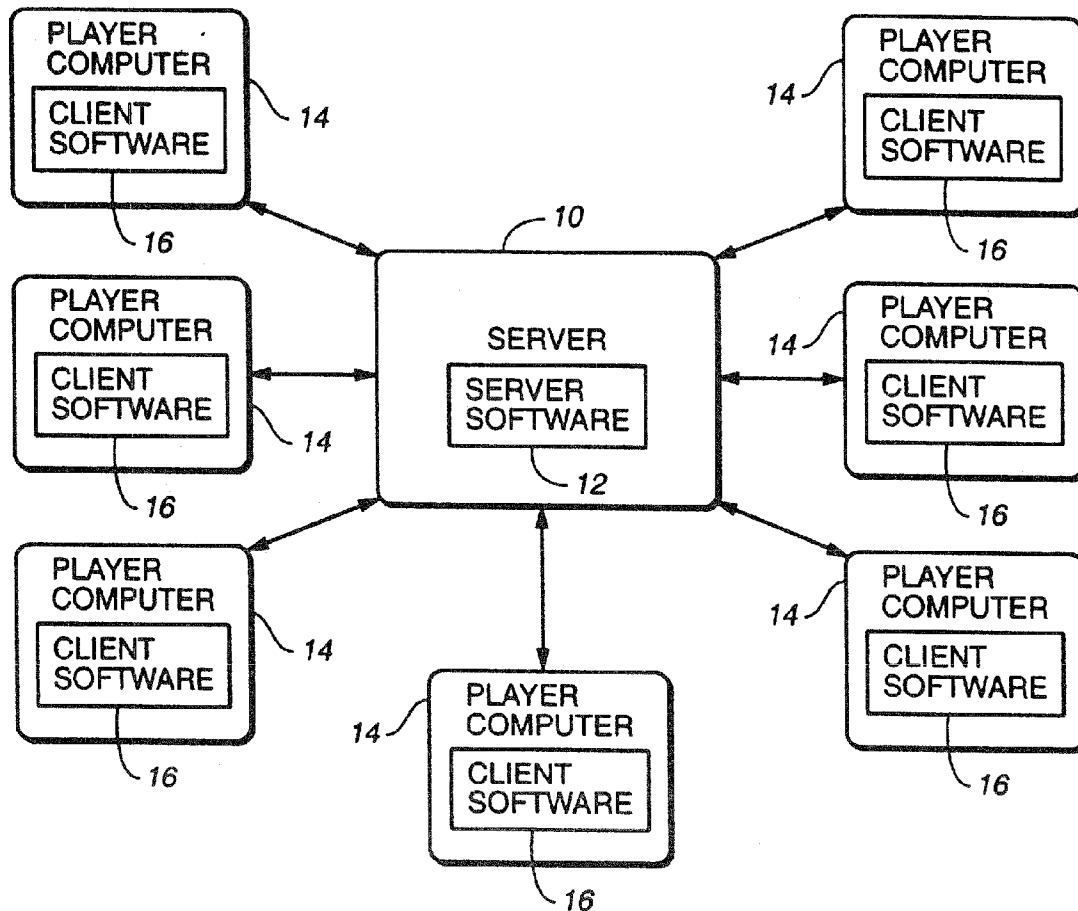 PLAYER
COMPUTER
CLIENT
SOFTWARE
14
16
PLAYER
COMPUTER
CLIENT
SOFTWARE
14
16
10
SERVER
SERVER
SOFTWARE
12
PLAYER
COMPUTER
CLIENT
SOFTWARE
14
16
PLAYER
COMPUTER
CLIENT
SOFTWARE
14
16
PLAYER
COMPUTER
CLIENT
SOFTWARE
14
16
PLAYER
COMPUTER
CLIENT
SOFTWARE
14
16
PLAYER
COMPUTER
CLIENT
SOFTWARE
14
16